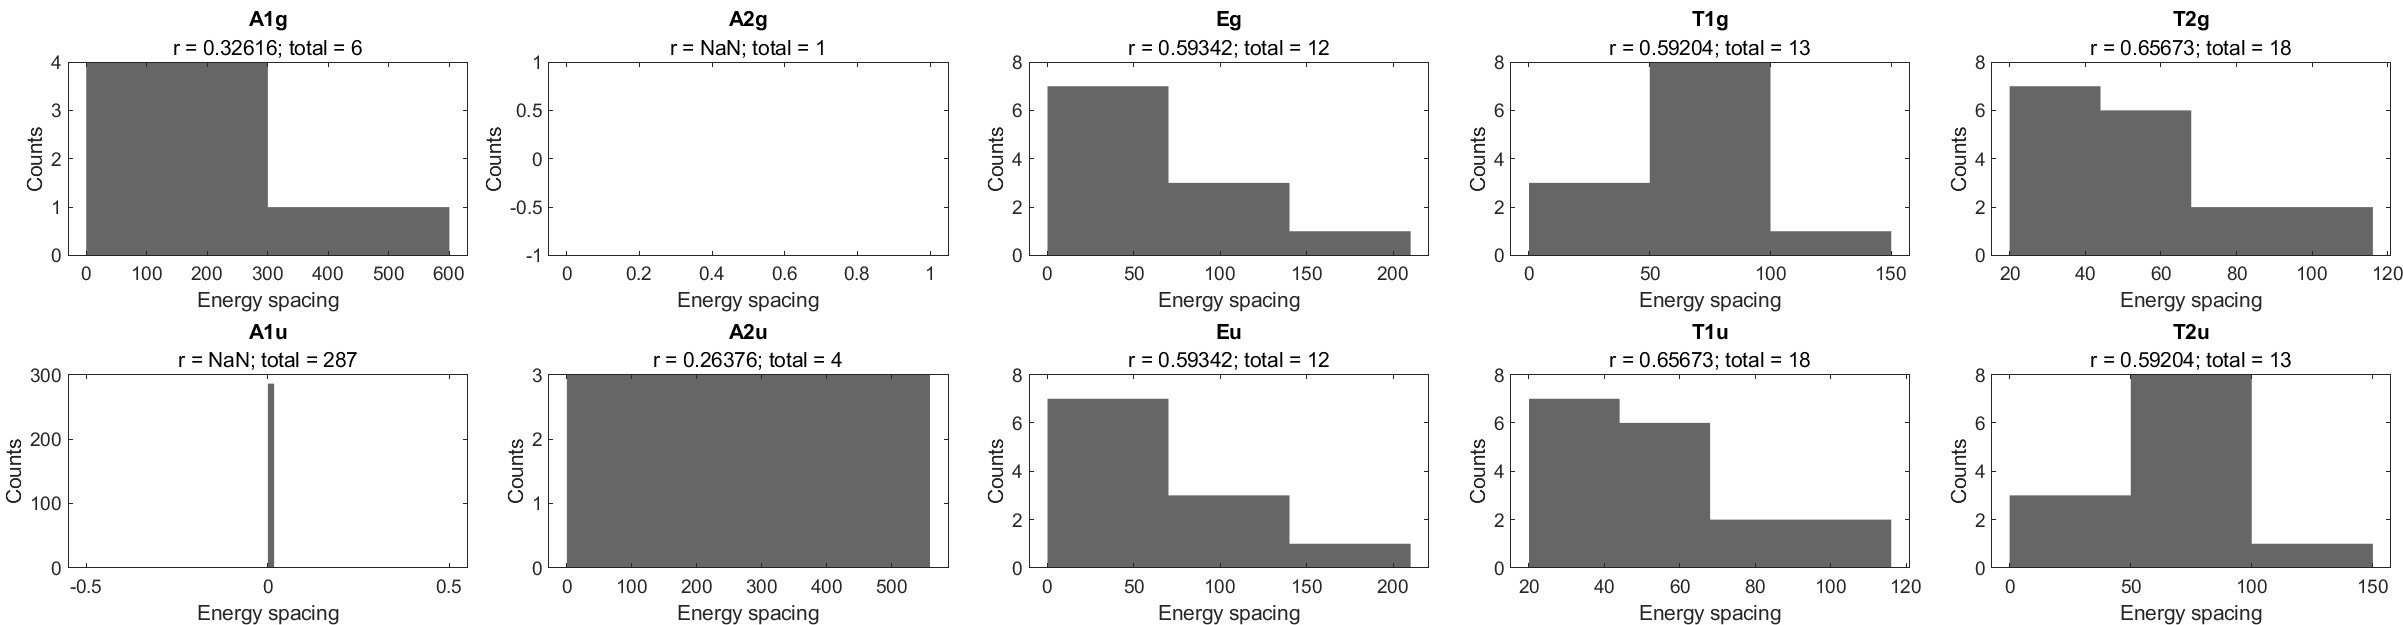 A1g
r = 0.32616; total = 6
4
3
2
1
0
Counts
0 100 200 300 400 500 600
Energy spacing
A2g
r = NaN; total = 1
1
0.5
0
-0.5
-1
Counts
0 0.2 0.4 0.6 0.8 1
Energy spacing
Eg
r = 0.59342; total = 12
8
6
4
2
0
Counts
0 50 100 150 200
Energy spacing
T1g
r = 0.59204; total = 13
8
6
4
2
0
Counts
0 50 100 150
Energy spacing
T2g
r = 0.65673; total = 18
8
6
4
2
0
Counts
20 40 60 80 100 120
Energy spacing
A1u
r = NaN; total = 287
300
200
100
0
Counts
-0.5 0 0.5
Energy spacing
A2u
r = 0.26376; total = 4
3
2
1
0
Counts
0 100 200 300 400 500
Energy spacing
Eu
r = 0.59342; total = 12
8
6
4
2
0
Counts
0 50 100 150 200
Energy spacing
T1u
r = 0.65673; total = 18
8
6
4
2
0
Counts
20 40 60 80 100 120
Energy spacing
T2u
r = 0.59204; total = 13
8
6
4
2
0
Counts
0 50 100 150
Energy spacing